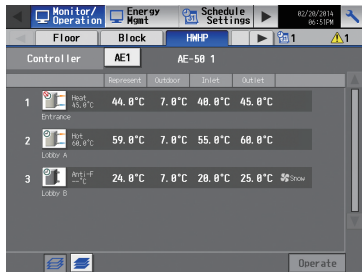 Monitor/ Operation Energy Mgmt Schedule Settings 02/20/2014 06:51PM
Floor Block HWHP 1 1
Controller AE1 AE-50 1
Represent Outdoor Inlet Outlet
1 Heat 45.0°C 44.0°C 7.0°C 40.0°C 45.0°C
Entrance
2 Hot 60.0°C 59.0°C 7.0°C 55.0°C 60.0°C
Lobby A
3 Anti-F --°C 24.0°C 7.0°C 20.0°C 25.0°C Snow
Lobby B
Operate